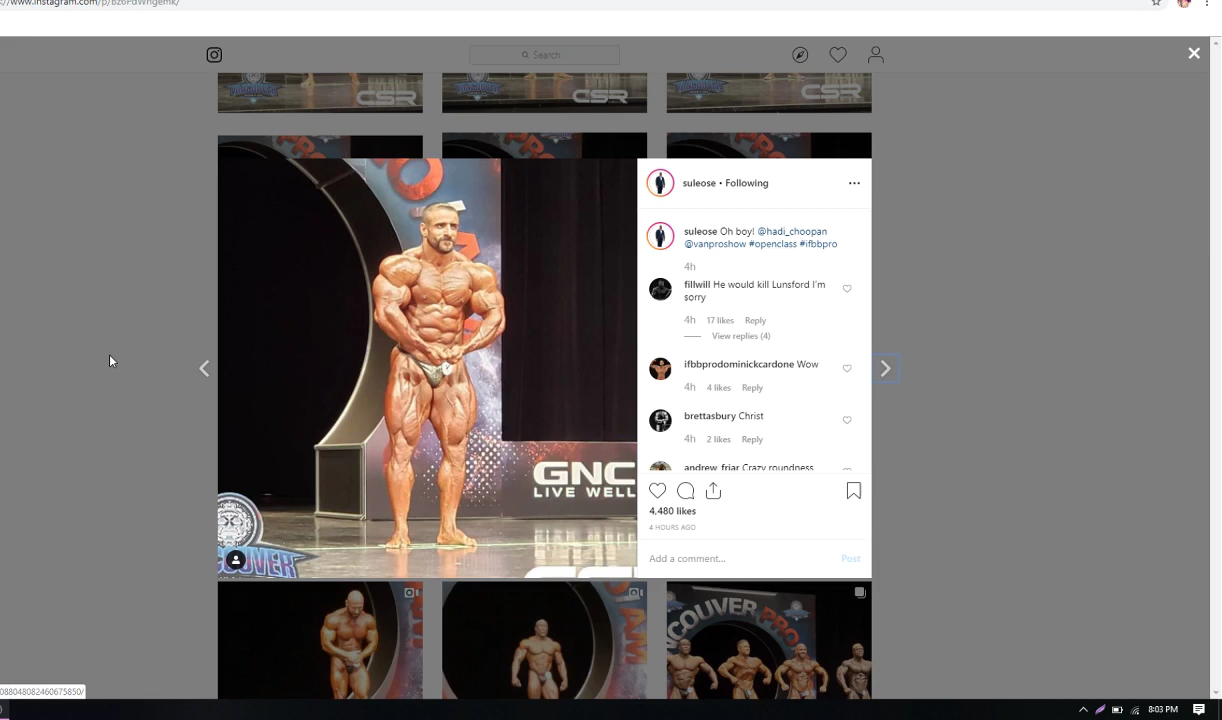 Search
CSR
CSR
CSR
suleose • Following
suleose Oh boy! @hadi_choopan
@vanproshow #openclass #ifbbpro
4h
fillwill He would kill Lunsford I'm
sorry
4h 17 likes Reply
View replies (4)
ifbbprodominickcardone Wow
4h 4 likes Reply
brettasbury Christ
4h 2 likes Reply
andrew_friar Crazy roundness
GNC
LIVE WELL
4.480 likes
4 HOURS AGO
Add a comment... Post
VANCOUVER PRO
8:03 PM